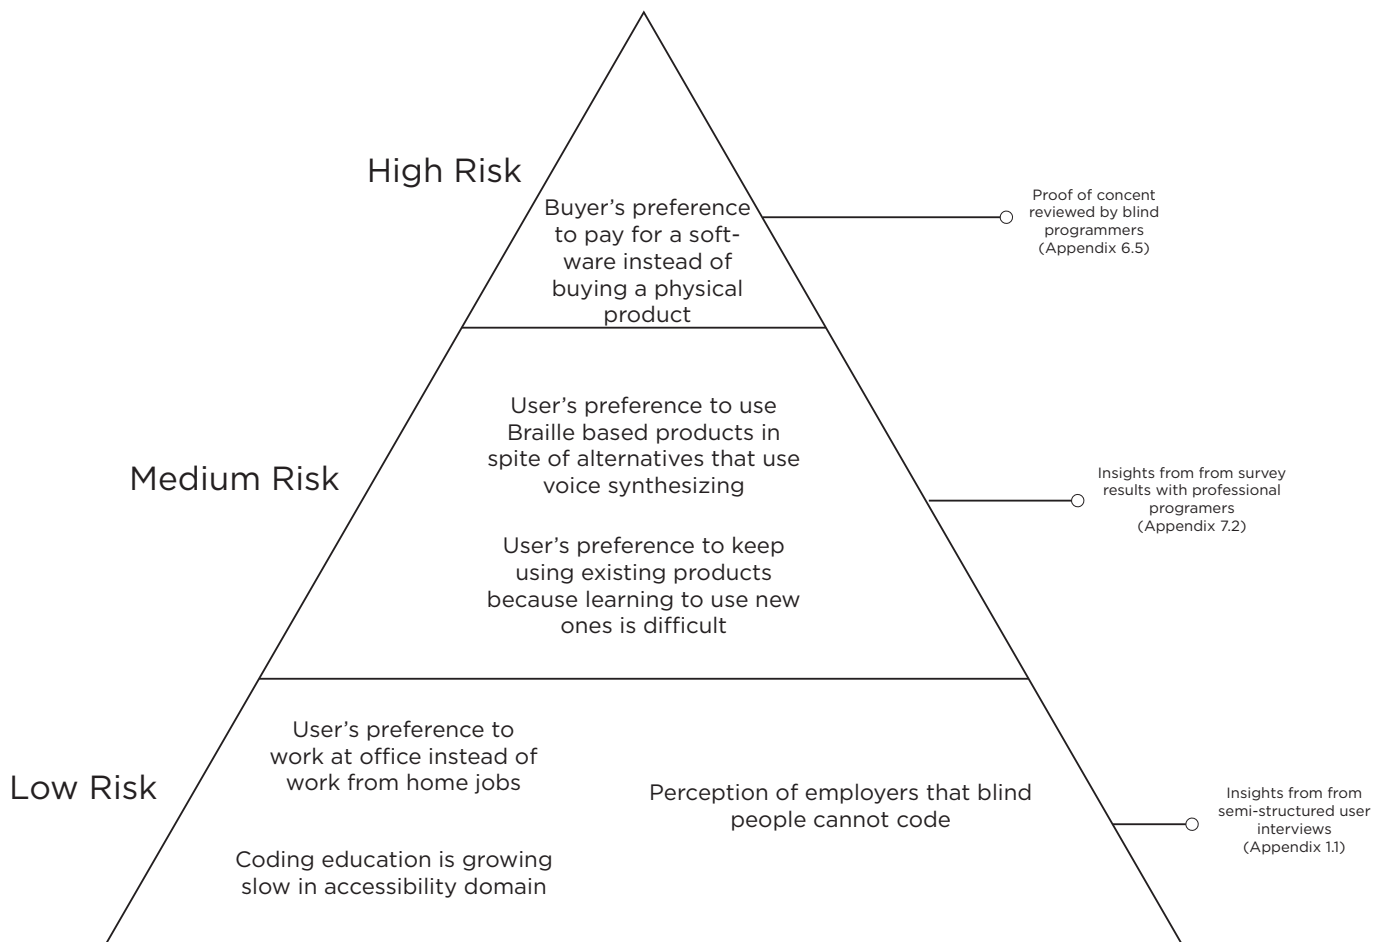 High Risk
Buyer's preference
to pay for a soft-
ware instead of
buying a physical
product
Proof of concent
reviewed by blind
programmers
(Appendix 6.5)
Medium Risk
User's preference to use
Braille based products in
spite of alternatives that use
voice synthesizing
User's preference to keep
using existing products
because learning to use new
ones is difficult
Insights from from survey
results with professional
programers
(Appendix 7.2)
Low Risk
User's preference to
work at office instead of
work from home jobs
Coding education is growing
slow in accessibility domain
Perception of employers that blind
people cannot code
Insights from from
semi-structured user
interviews
(Appendix 1.1)